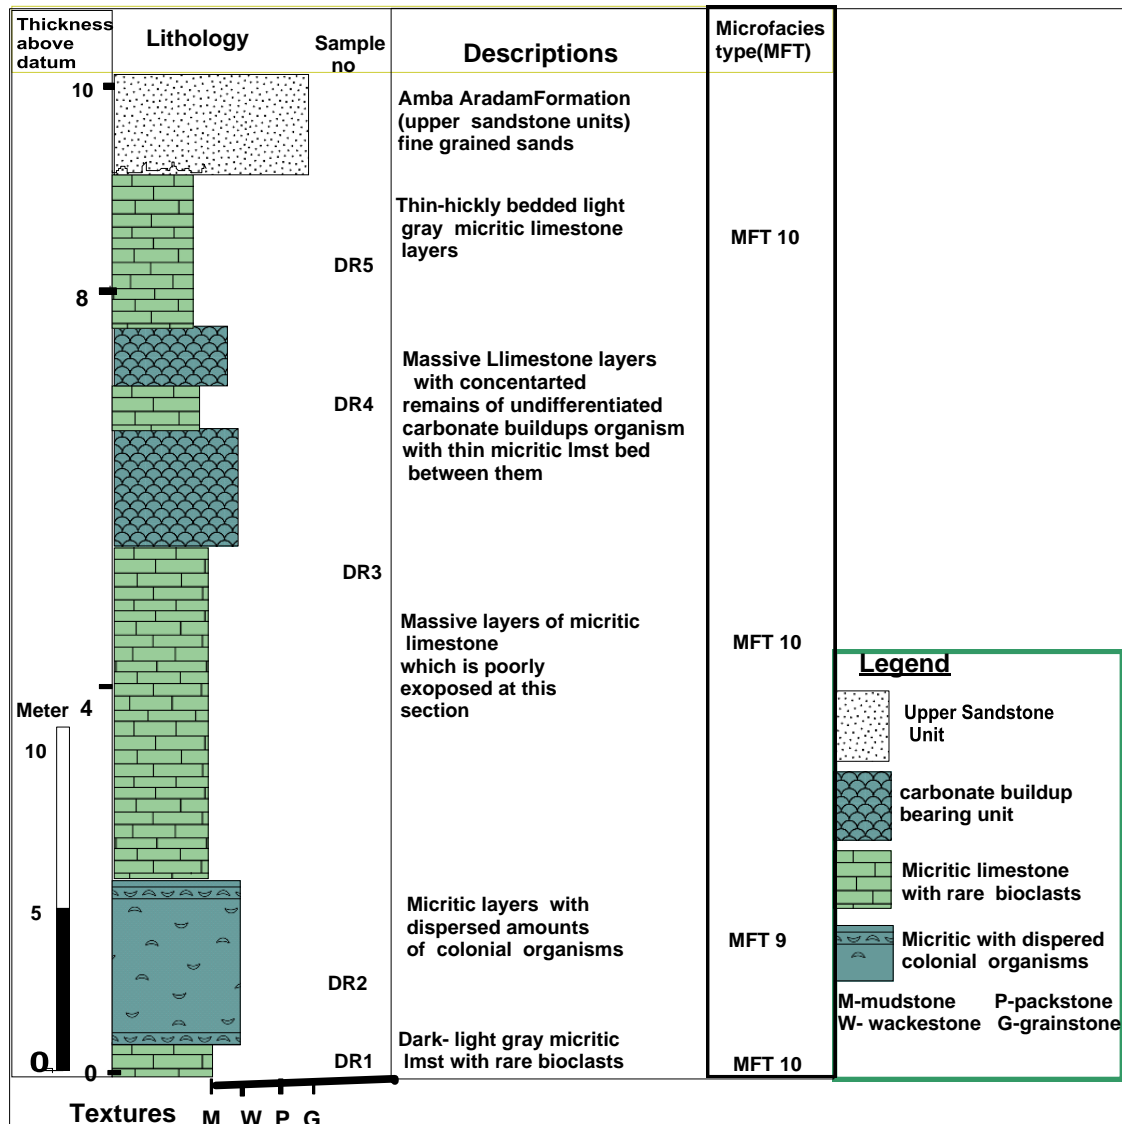 Thickness
above
datum
Lithology
Sample
no
Descriptions
Microfacies
type(MFT)
10
Amba AradamFormation
(upper sandstone units)
fine grained sands
Thin-hickly bedded light
gray micritic limestone
layers
MFT 10
DR5
8
Massive Llimestone layers
with concentarted
remains of undifferentiated
carbonate buildups organism
with thin micritic lmst bed
between them
DR4
DR3
Massive layers of micritic
limestone
which is poorly
exoposed at this
section
MFT 10
Meter 4
10
5
0
Micritic layers with
dispersed amounts
of colonial organisms
MFT 9
DR2
Dark- light gray micritic
lmst with rare bioclasts
DR1
MFT 10
0
Textures M W P G
Legend
Upper Sandstone
Unit
carbonate buildup
bearing unit
Micritic limestone
with rare bioclasts
Micritic with dispered
colonial organisms
M-mudstone P-packstone
W- wackestone G-grainstone